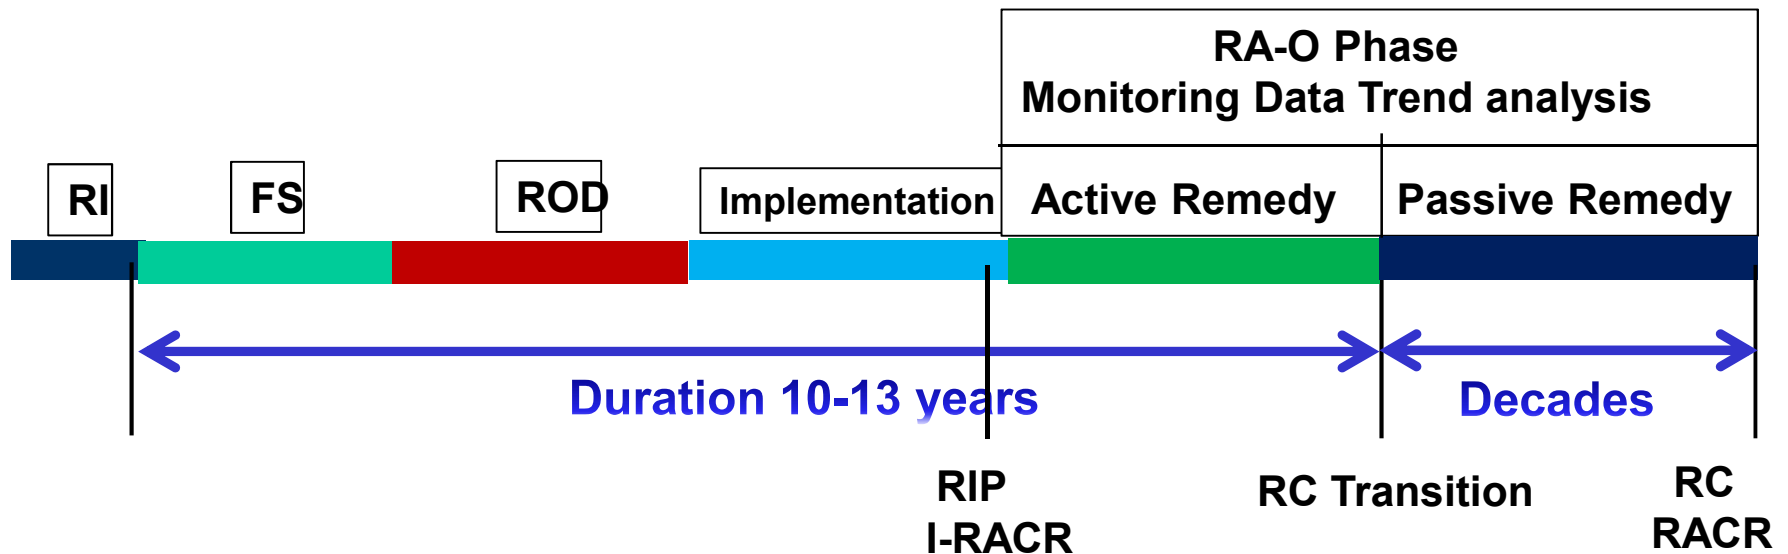 RA-O Phase
Monitoring Data Trend analysis
RI
FS
ROD
Implementation
Active Remedy
Passive Remedy
Duration 10-13 years
Decades
RIP
I-RACR
RC Transition
RC
RACR